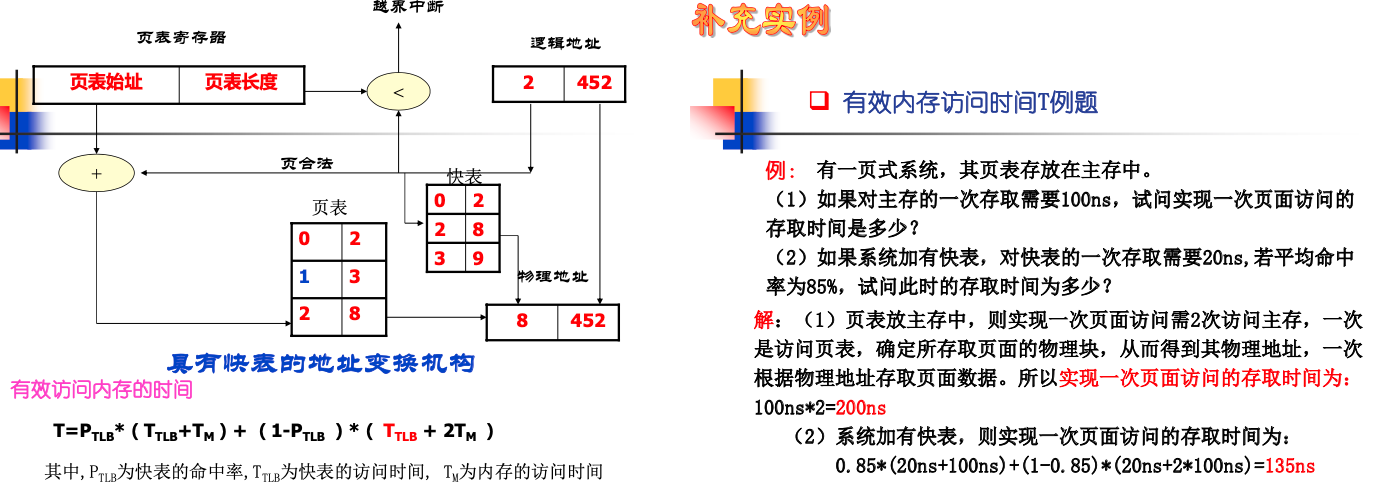 越界中断
页表寄存器
逻辑地址
页表始址 页表长度
<
2 452
页合法
+
快表
0 2
2 8
3 9
页表
0 2
1 3
2 8
物理地址
8 452
具有快表的地址变换机构
有效访问内存的时间
T=P_TLB*(T_TLB+T_M)+(1-P_TLB)*( T_TLB + 2T_M )
其中,P_TLB为快表的命中率,T_TLB为快表的访问时间, T_M为内存的访问时间
补充实例
有效内存访问时间T例题
例: 有一页式系统，其页表存放在主存中。
（1）如果对主存的一次存取需要100ns，试问实现一次页面访问的
存取时间是多少？
（2）如果系统加有快表，对快表的一次存取需要20ns,若平均命中
率为85%，试问此时的存取时间为多少？
解：（1）页表放主存中，则实现一次页面访问需2次访问主存，一次
是访问页表，确定所存取页面的物理块，从而得到其物理地址，一次
根据物理地址存取页面数据。所以实现一次页面访问的存取时间为：
100ns*2=200ns
（2）系统加有快表，则实现一次页面访问的存取时间为：
0.85*(20ns+100ns)+(1-0.85)*(20ns+2*100ns)=135ns